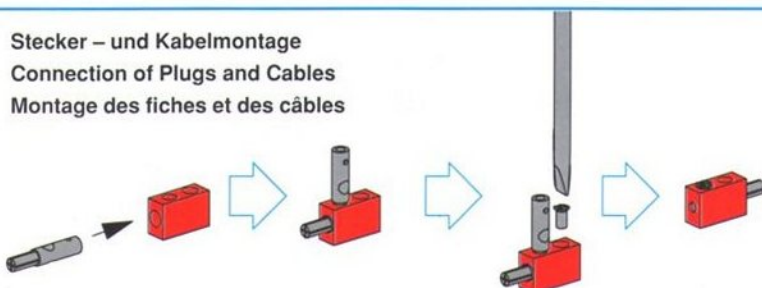 Stecker – und Kabelmontage
Connection of Plugs and Cables
Montage des fiches et des câbles